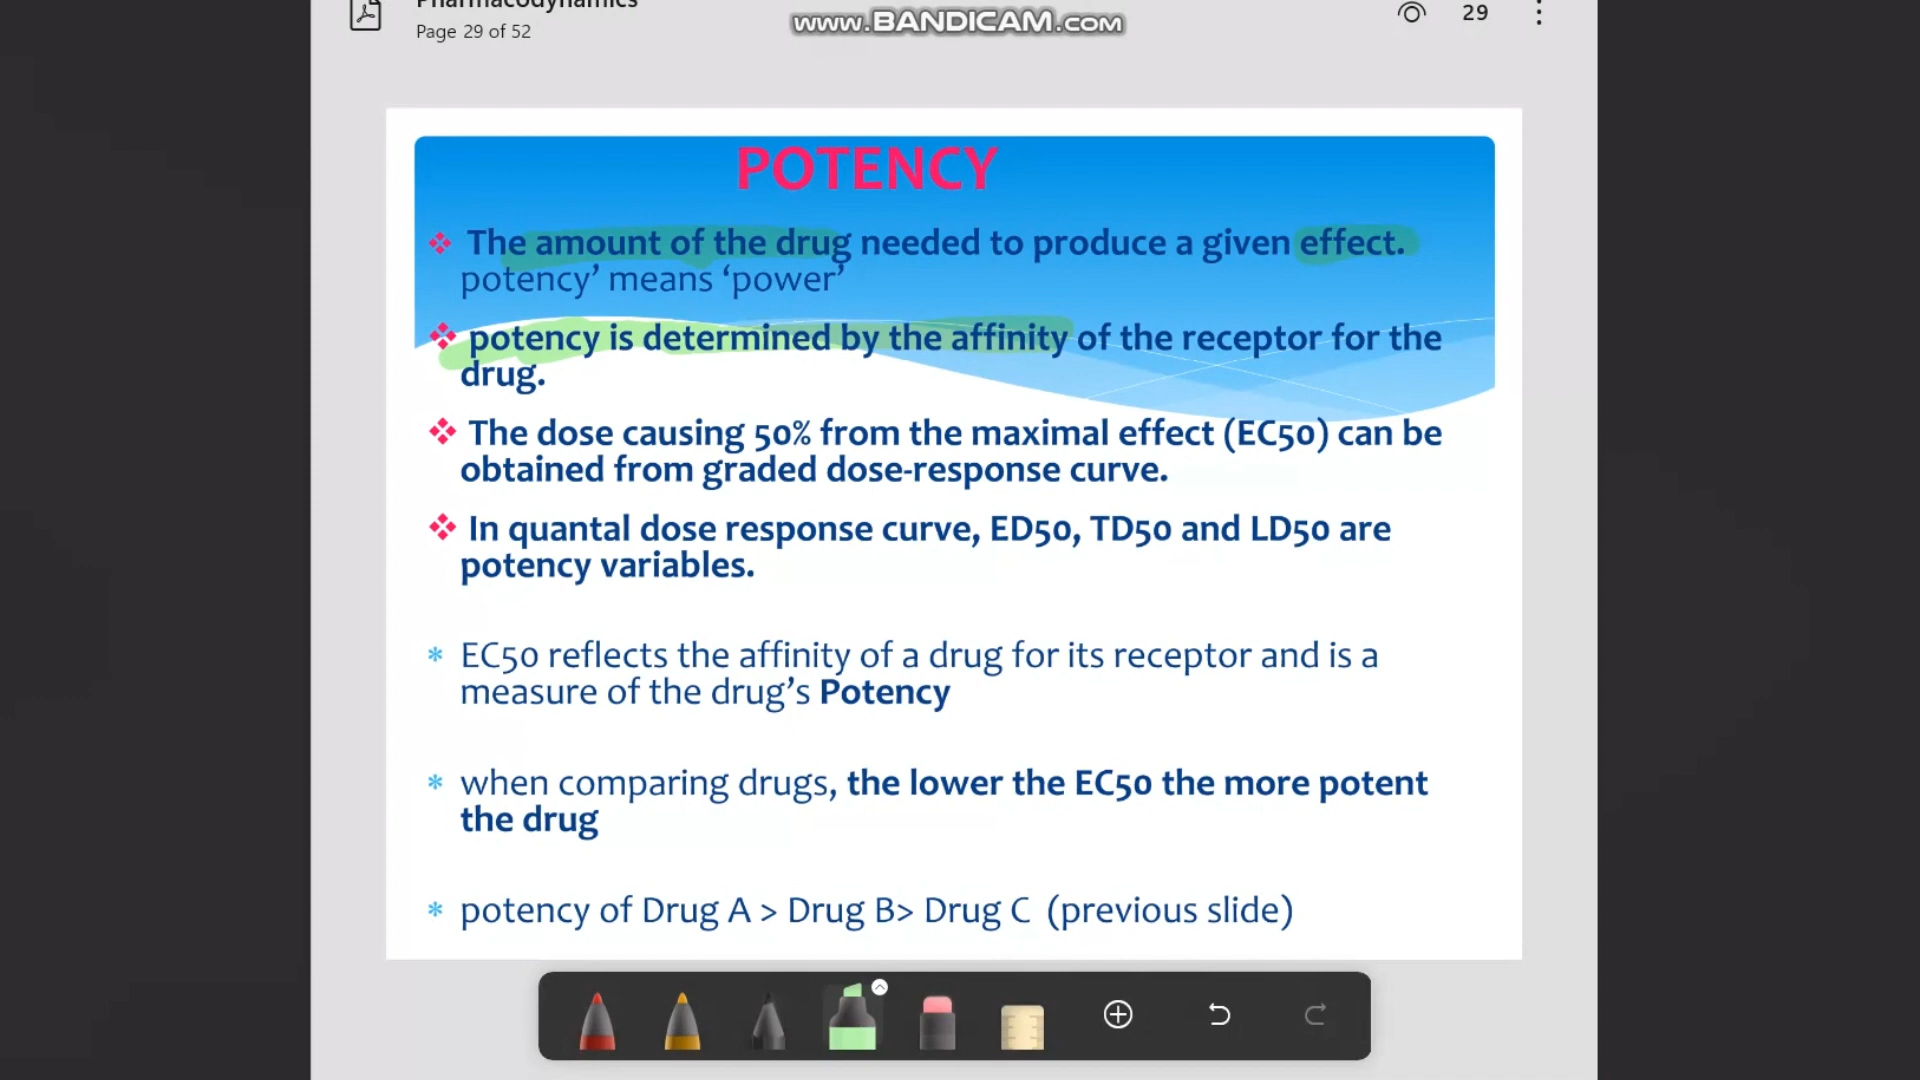 Pharmacodynamics
Page 29 of 52
www.BANDICAM.com
29
POTENCY
The amount of the drug needed to produce a given effect.
potency’ means ‘power’
potency is determined by the affinity of the receptor for the
drug.
The dose causing 50% from the maximal effect (EC50) can be
obtained from graded dose-response curve.
In quantal dose response curve, ED50, TD50 and LD50 are
potency variables.
EC50 reflects the affinity of a drug for its receptor and is a
measure of the drug’s Potency
when comparing drugs, the lower the EC50 the more potent
the drug
potency of Drug A > Drug B> Drug C (previous slide)